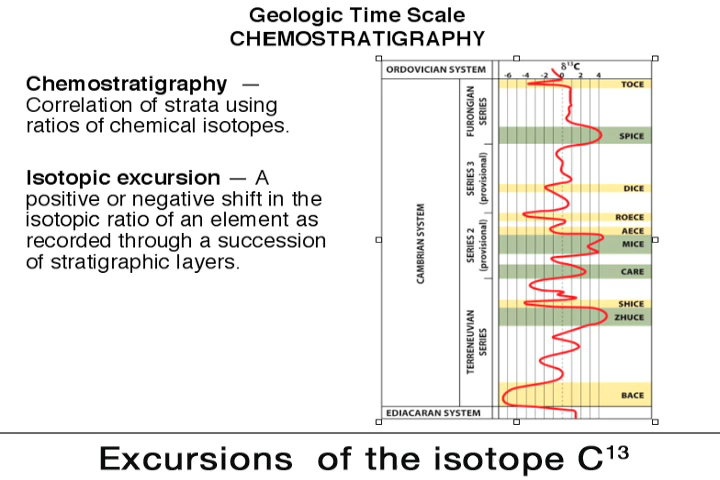 Geologic Time Scale
CHEMOSTRATIGRAPHY
Chemostratigraphy —
Correlation of strata using
ratios of chemical isotopes.
Isotopic excursion — A
positive or negative shift in the
isotopic ratio of an element as
recorded through a succession
of stratigraphic layers.
ORDOVICIAN SYSTEM
δ¹³C
-6 -4 -2 0 2 4
CAMBRIAN SYSTEM
FURONGIAN
SERIES
SERIES 3
(provisional)
SERIES 2
(provisional)
TERRENEUVIAN
SERIES
TOCE
SPICE
DICE
ROECE
AECE
MICE
CARE
SHICE
ZHUCE
BACE
EDIACARAN SYSTEM
Excursions of the isotope C¹³